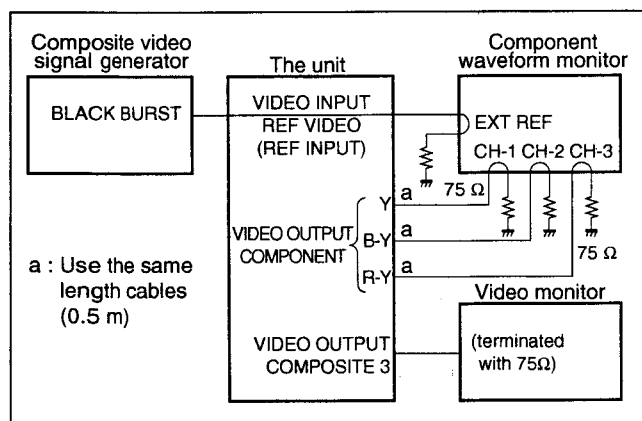 Composite video
signal generator
BLACK BURST
The unit
VIDEO INPUT
REF VIDEO
(REF INPUT)
Component
waveform monitor
EXT REF
CH-1 CH-2 CH-3
75 Ω
75 Ω
Y
a
B-Y
a
R-Y
a
VIDEO OUTPUT
COMPONENT
a : Use the same
length cables
(0.5 m)
VIDEO OUTPUT
COMPOSITE 3
Video monitor
(terminated
with 75Ω)